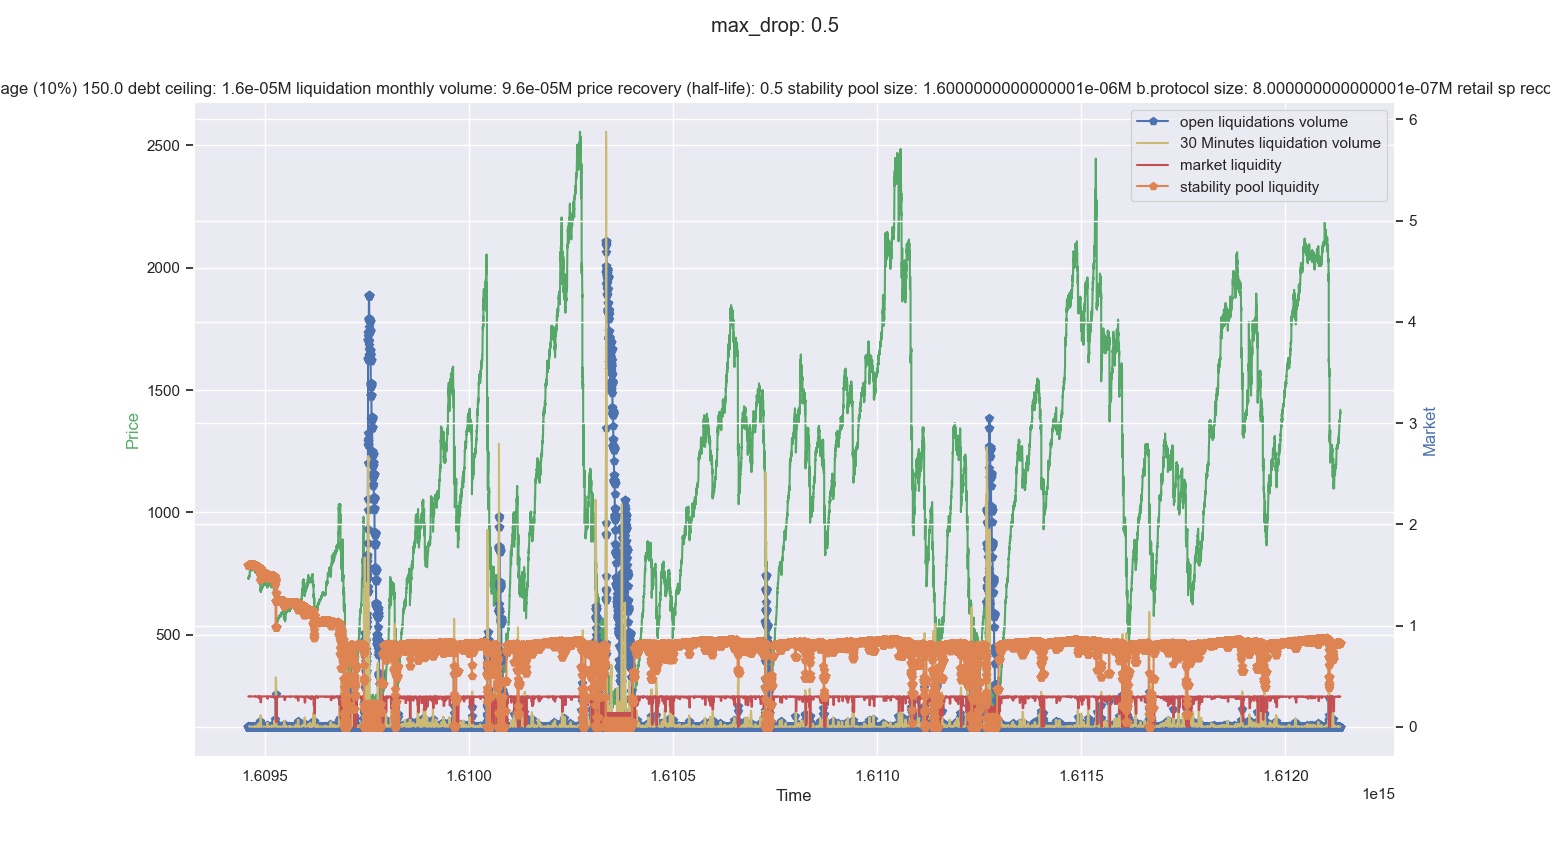 max_drop: 0.5
age (10%) 150.0 debt ceiling: 1.6e-05M liquidation monthly volume: 9.6e-05M price recovery (half-life): 0.5 stability pool size: 1.6000000000000001e-06M b.protocol size: 8.000000000000001e-07M retail sp reco
open liquidations volume
30 Minutes liquidation volume
market liquidity
stability pool liquidity
2500
2000
1500
1000
500
Price
6
5
4
3
2
1
0
Market
1.6095
1.6100
1.6105
1.6110
1.6115
1.6120
1e15
Time